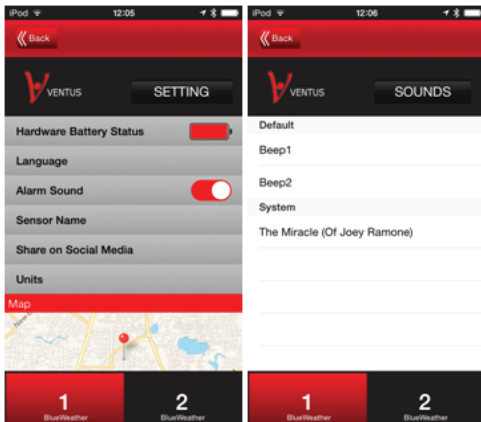 iPod 12:05
Back
VENTUS
SETTING
Hardware Battery Status
Language
Alarm Sound
Sensor Name
Share on Social Media
Units
Map
1
BlueWeather
2
BlueWeather
iPod 12:06
Back
VENTUS
SOUNDS
Default
Beep1
Beep2
System
The Miracle (Of Joey Ramone)
1
BlueWeather
2
BlueWeather